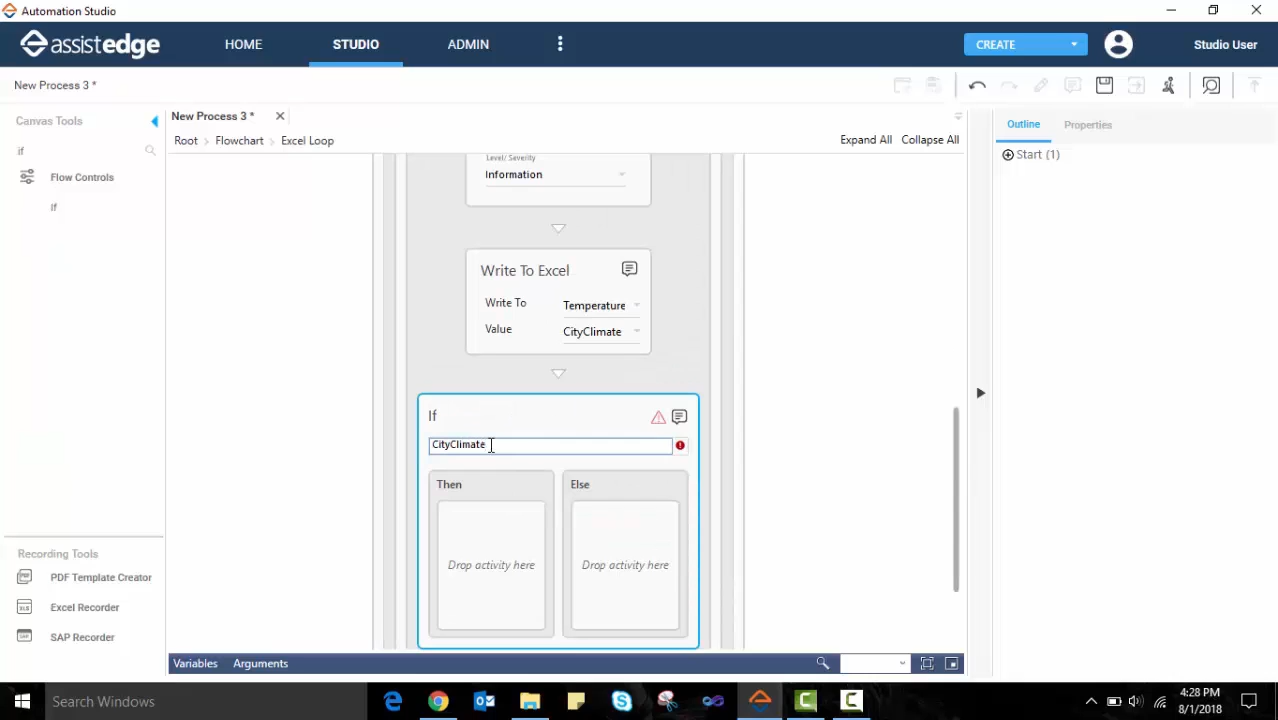 Automation Studio
assistedge
HOME
STUDIO
ADMIN
CREATE
Studio User
New Process 3 *
Canvas Tools
if
Flow Controls
If
New Process 3 *
Root > Flowchart > Excel Loop
Expand All
Collapse All
Outline
Properties
Start (1)
Level/ Severity
Information
Write To Excel
Write To
Temperature
Value
CityClimate
If
CityClimate
Then
Else
Drop activity here
Drop activity here
Recording Tools
PDF Template Creator
Excel Recorder
SAP Recorder
Variables
Arguments
Search Windows
4:28 PM
8/1/2018